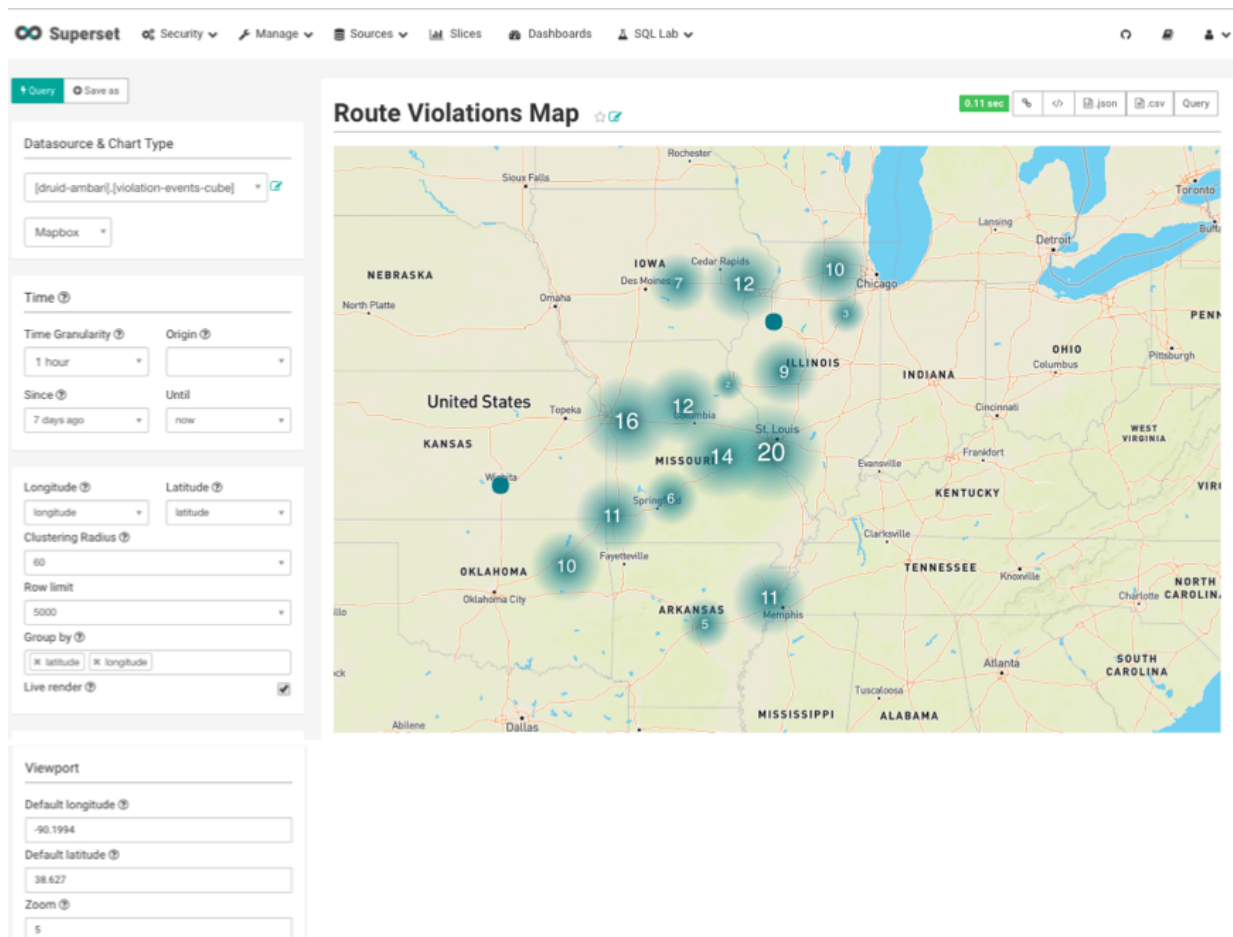 Superset Security Manage Sources Slices Dashboards SQL Lab
Query Save as
Datasource & Chart Type
[druid-ambari].[violation-events-cube]
Mapbox
Time
Time Granularity Origin
1 hour
Since Until
7 days ago now
Longitude Latitude
longitude latitude
Clustering Radius
60
Row limit
5000
Group by
latitude longitude
Live render
Viewport
Default longitude
-90.1994
Default latitude
38.627
Zoom
5
Route Violations Map
0.11 sec </> .json .csv Query
Rochester
Sioux Falls
Toronto
Lansing
Buff
Detroit
IOWA Cedar Rapids
10
NEBRASKA
Des Moines 7 12 Chicago
Omaha
North Platte
3
PENN
OHIO
Pittsburgh
Columbus
ILLINOIS
9
INDIANA
2
United States
12
Topeka
Columbia
Cincinnati
16
St. Louis
WEST
VIRGINIA
KANSAS
MISSOURI 14 20
Evansville
Frankfort
Wichita
KENTUCKY
VIR
Springfield 6
11
Clarksville
Fayetteville
OKLAHOMA 10
TENNESSEE
Knoxville
NORTH
CAROLIN
Oklahoma City
Charlotte
llo
ARKANSAS
11
Memphis
5
Atlanta
SOUTH
CAROLINA
ck
Tuscaloosa
MISSISSIPPI
ALABAMA
Abilene
Dallas